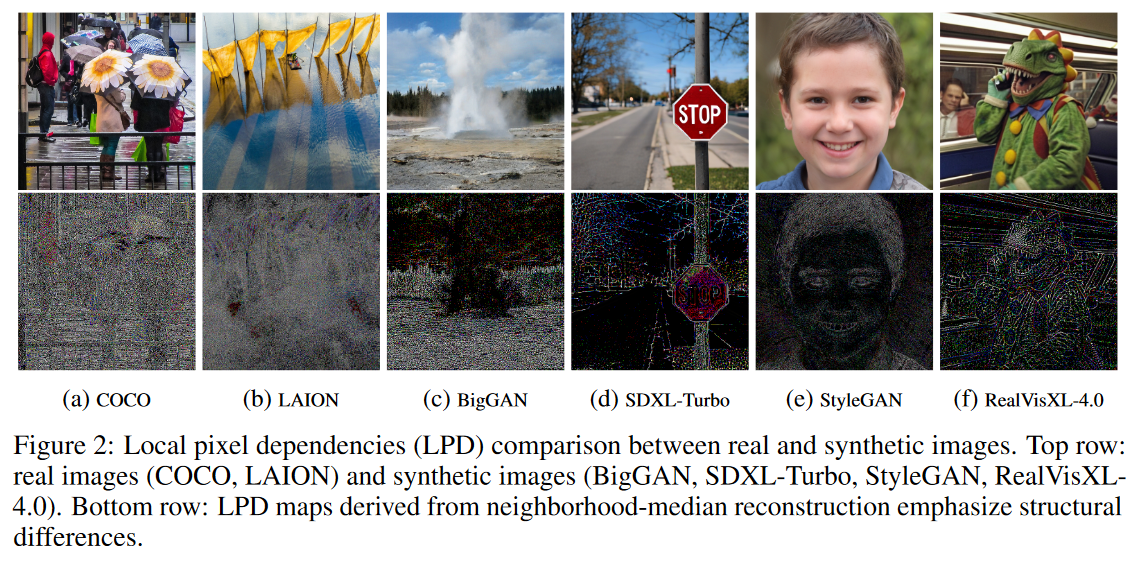 STOP
(a) COCO
(b) LAION
(c) BigGAN
(d) SDXL-Turbo
(e) StyleGAN
(f) RealVisXL-4.0
Figure 2: Local pixel dependencies (LPD) comparison between real and synthetic images. Top row:
real images (COCO, LAION) and synthetic images (BigGAN, SDXL-Turbo, StyleGAN, RealVisXL-
4.0). Bottom row: LPD maps derived from neighborhood-median reconstruction emphasize structural
differences.